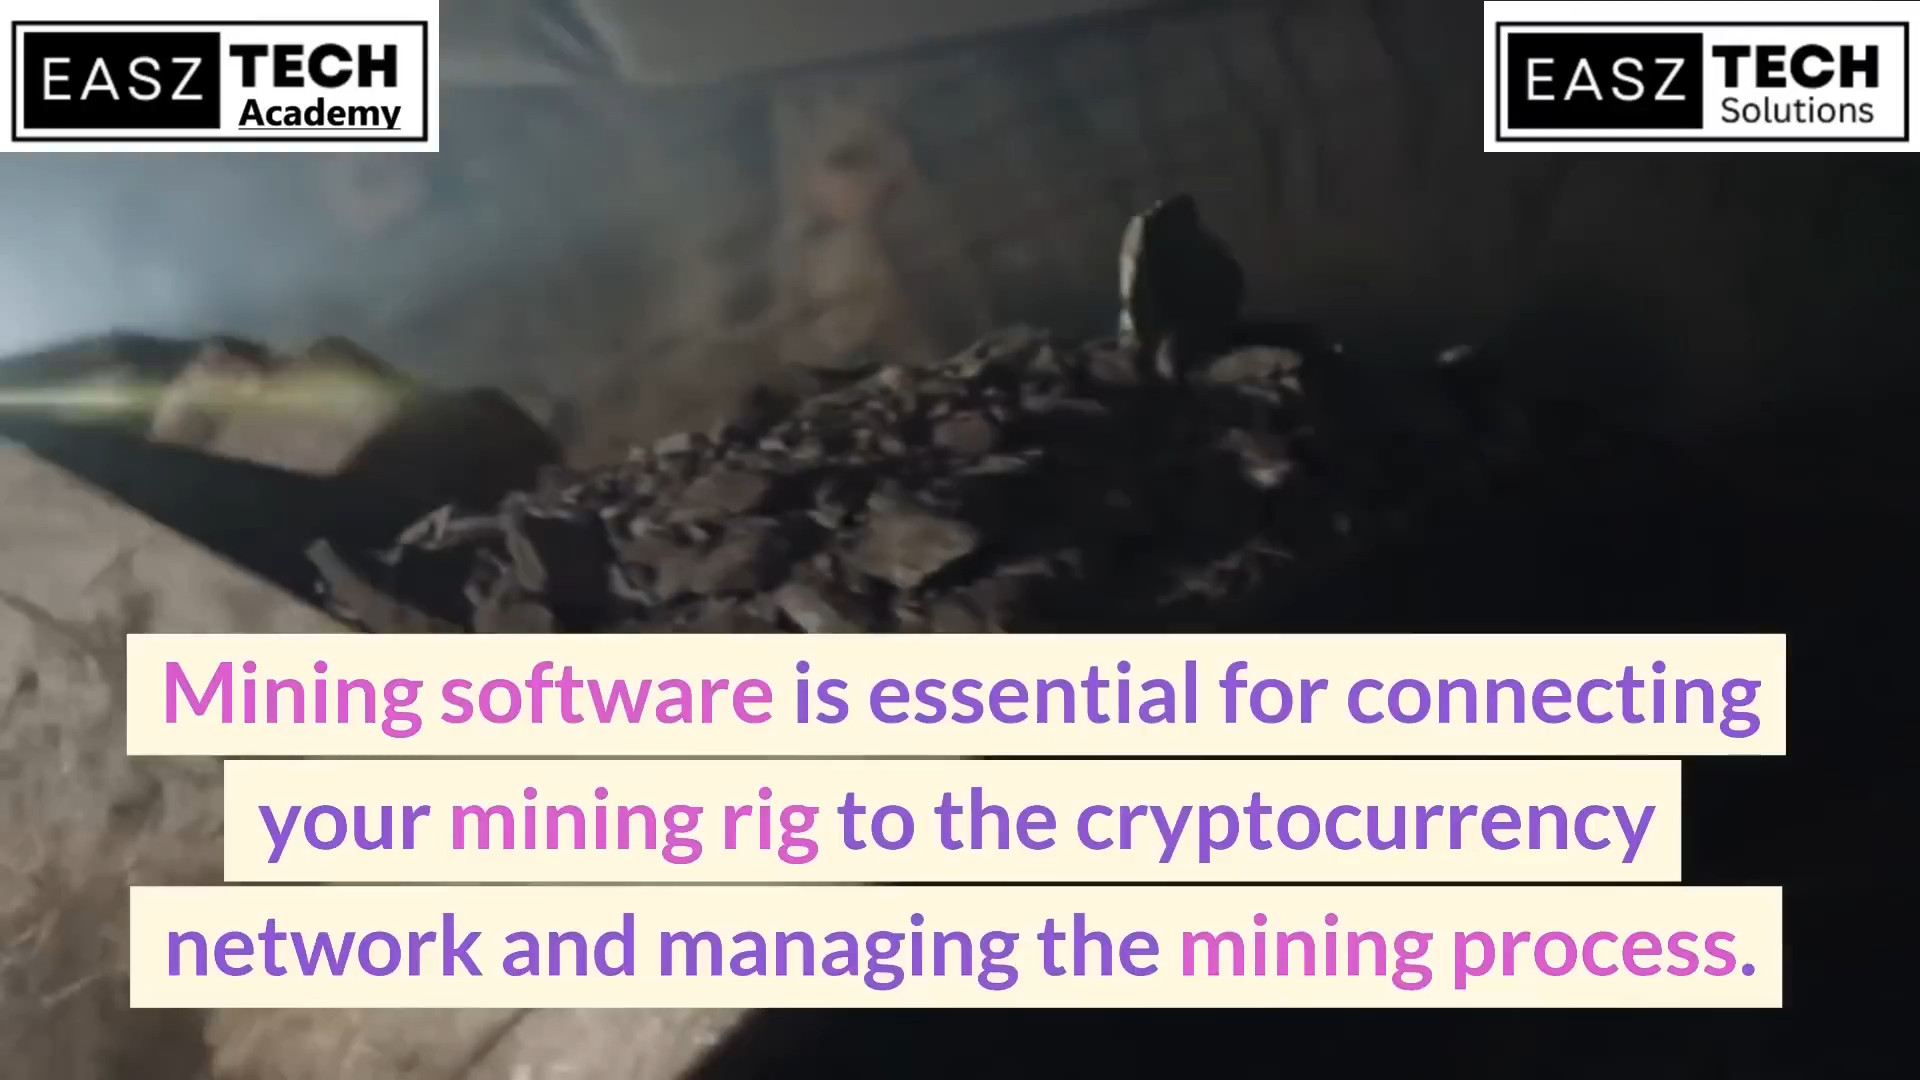 EASZ TECH Academy
EASZ TECH Solutions
Mining software is essential for connecting
your mining rig to the cryptocurrency
network and managing the mining process.